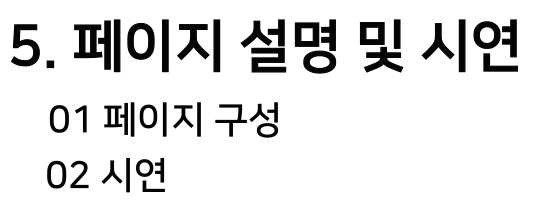 5. 페이지 설명 및 시연
01 페이지 구성
02 시연